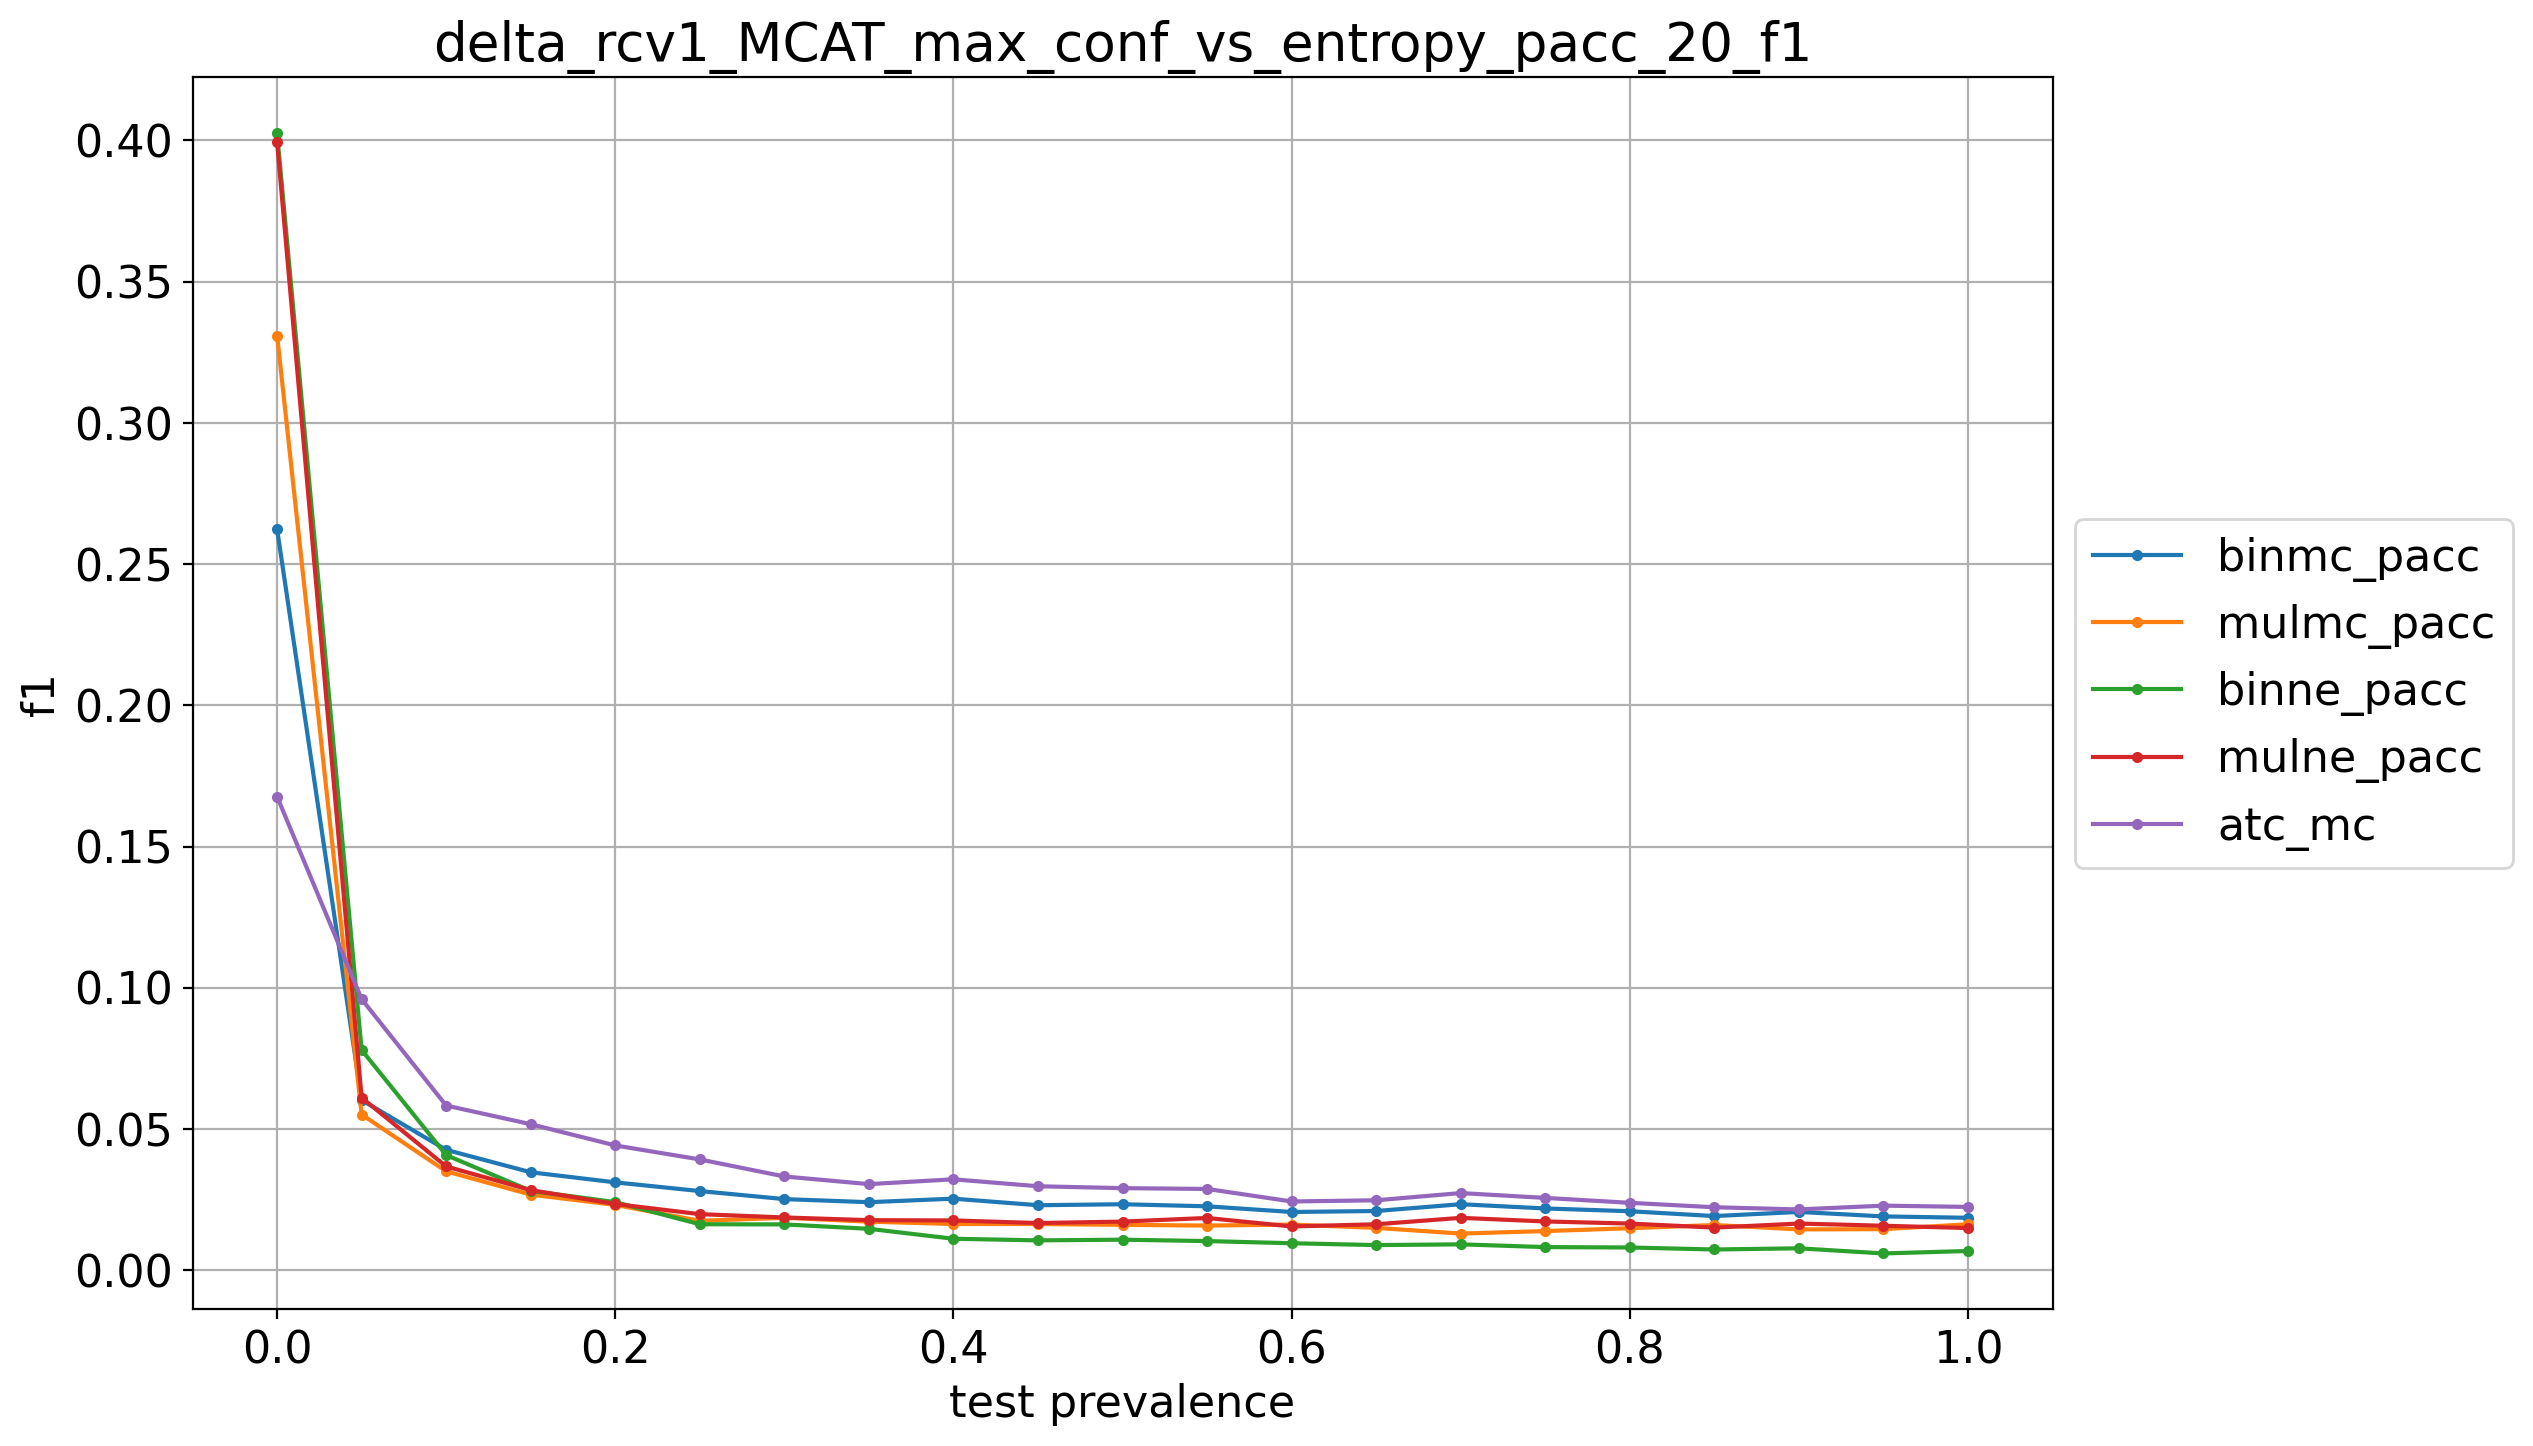 delta_rcv1_MCAT_max_conf_vs_entropy_pacc_20_f1
0.40
0.35
0.30
0.25
0.20
0.15
0.10
0.05
0.00
f1
0.0 0.2 0.4 0.6 0.8 1.0
test prevalence
binmc_pacc
mulmc_pacc
binne_pacc
mulne_pacc
atc_mc